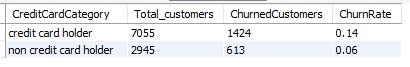 CreditCardCategory Total_customers ChurnedCustomers ChurnRate
credit card holder 7055 1424 0.14
non credit card holder 2945 613 0.06